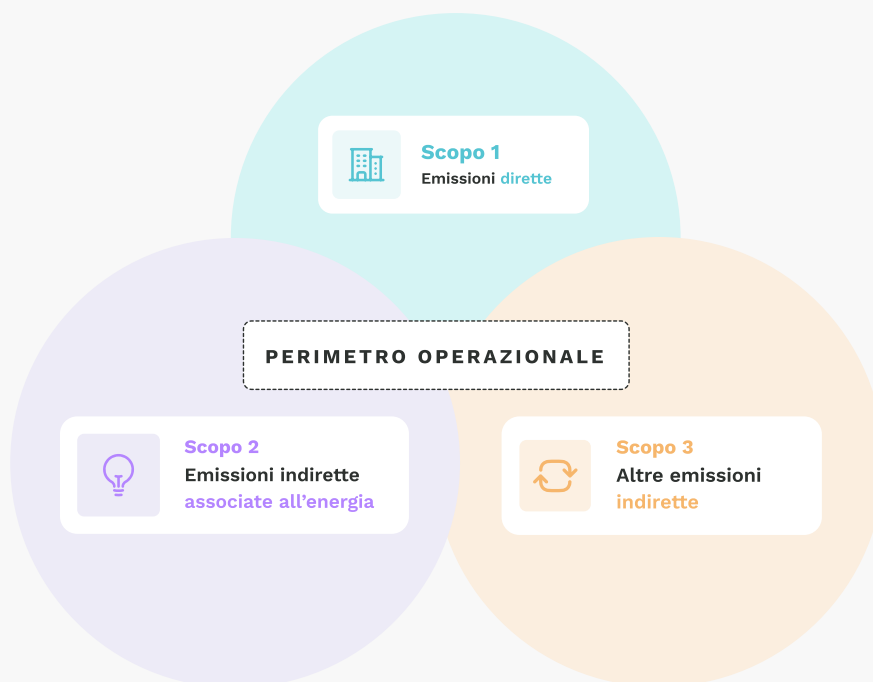 Scopo 1
Emissioni dirette
PERIMETRO OPERAZIONALE
Scopo 2
Emissioni indirette
associate all’energia
Scopo 3
Altre emissioni
indirette